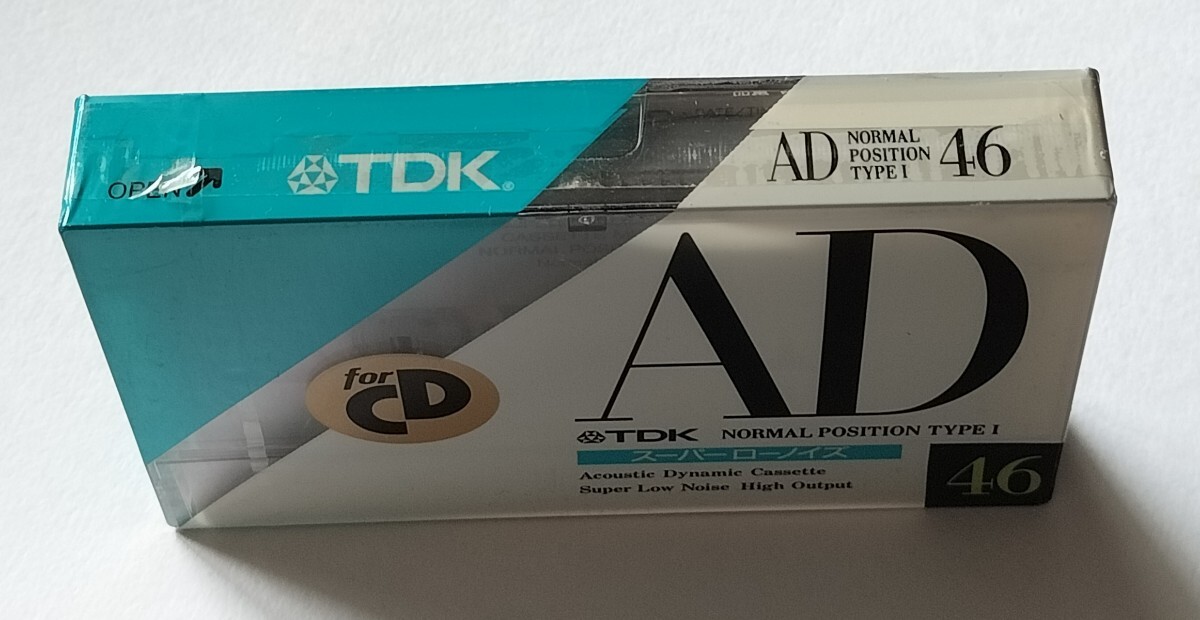 OPEN
TDK®
AD NORMAL POSITION TYPE I 46
AD
for CD
TDK NORMAL POSITION TYPE I
スーパーローノイズ
Acoustic Dynamic Cassette
Super Low Noise High Output
46